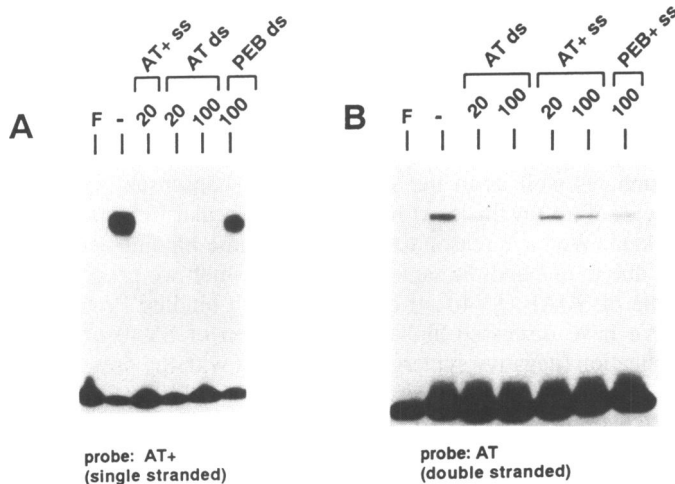 A
AT+ ss
AT ds
PEB ds
F
-
20
20
100
100
probe: AT+
(single stranded)
B
AT ds
AT+ ss
PEB+ ss
F
-
20
100
20
100
100
probe: AT
(double stranded)